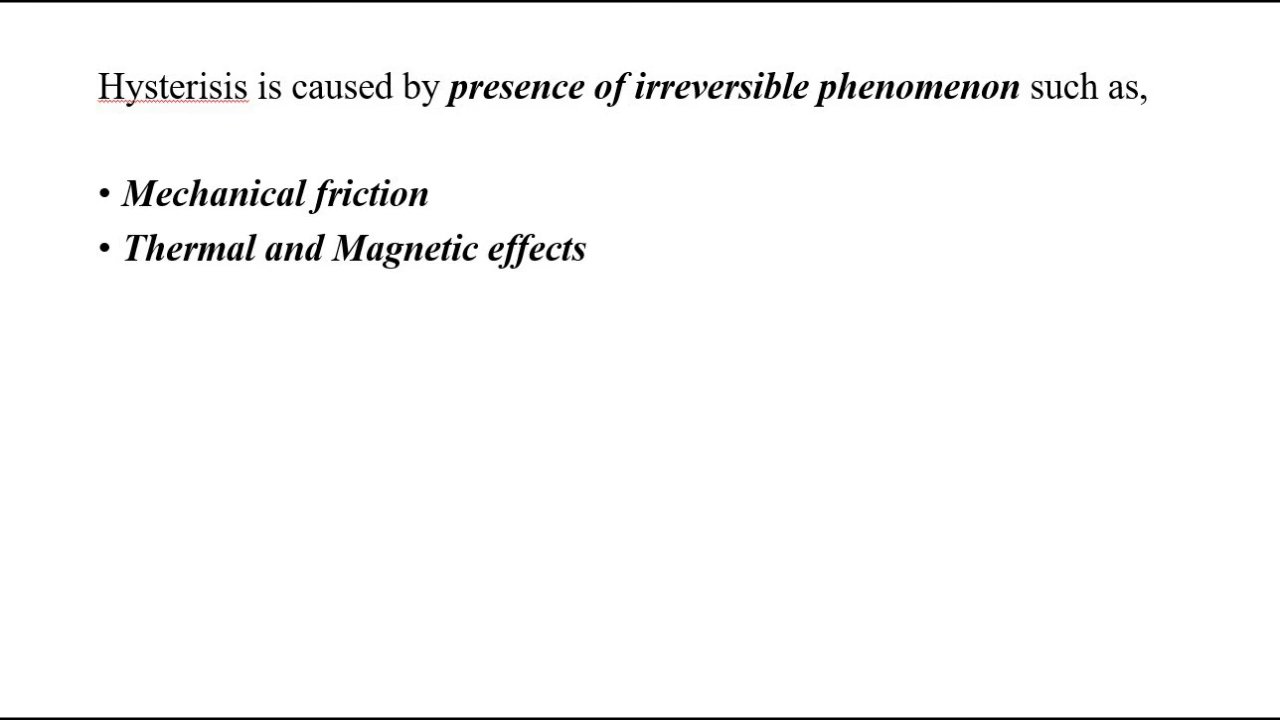 Hysterisis is caused by presence of irreversible phenomenon such as,
• Mechanical friction
• Thermal and Magnetic effects